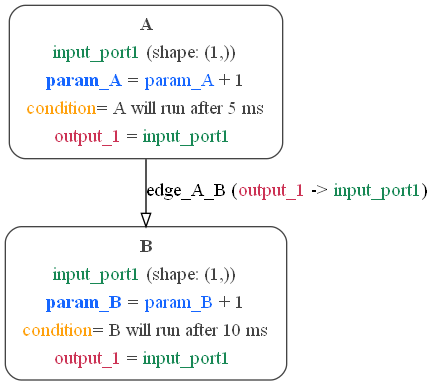 A
input_port1 (shape: (1,))
param_A = param_A + 1
condition= A will run after 5 ms
output_1 = input_port1
edge_A_B (output_1 -> input_port1)
B
input_port1 (shape: (1,))
param_B = param_B + 1
condition= B will run after 10 ms
output_1 = input_port1